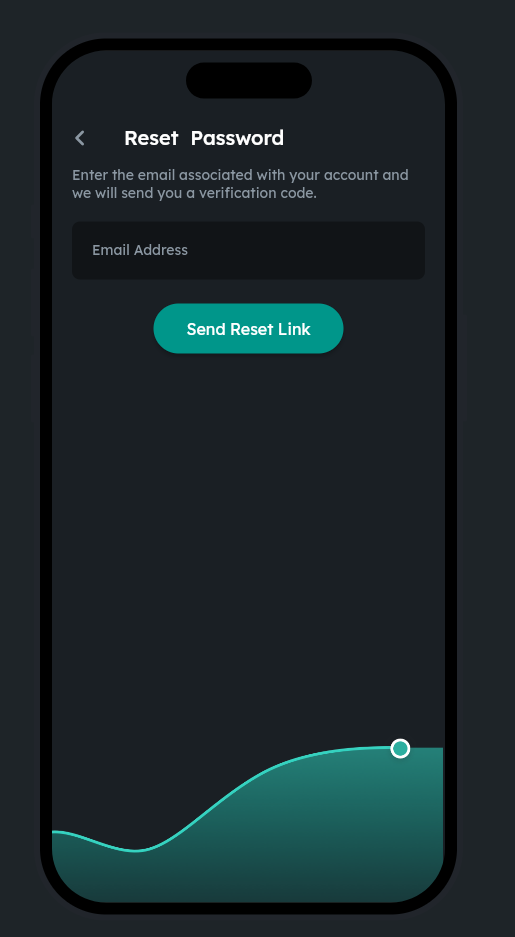 Reset Password
Enter the email associated with your account and
we will send you a verification code.
Email Address
Send Reset Link